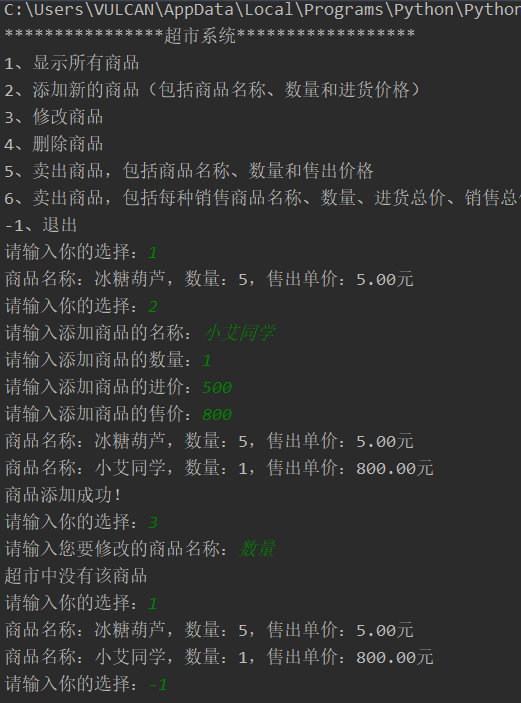 C:\Users\VULCAN\AppData\Local\Programs\Python\Python
****************超市系统******************
1、显示所有商品
2、添加新的商品（包括商品名称、数量和进货价格）
3、修改商品
4、删除商品
5、卖出商品，包括商品名称、数量和售出价格
6、卖出商品，包括每种销售商品名称、数量、进货总价、销售总
-1、退出
请输入你的选择：1
商品名称：冰糖葫芦，数量：5，售出单价：5.00元
请输入你的选择：2
请输入添加商品的名称：小艾同学
请输入添加商品的数量：1
请输入添加商品的进价：500
请输入添加商品的售价：800
商品名称：冰糖葫芦，数量：5，售出单价：5.00元
商品名称：小艾同学，数量：1，售出单价：800.00元
商品添加成功！
请输入你的选择：3
请输入您要修改的商品名称：数量
超市中没有该商品
请输入你的选择：1
商品名称：冰糖葫芦，数量：5，售出单价：5.00元
商品名称：小艾同学，数量：1，售出单价：800.00元
请输入你的选择：-1